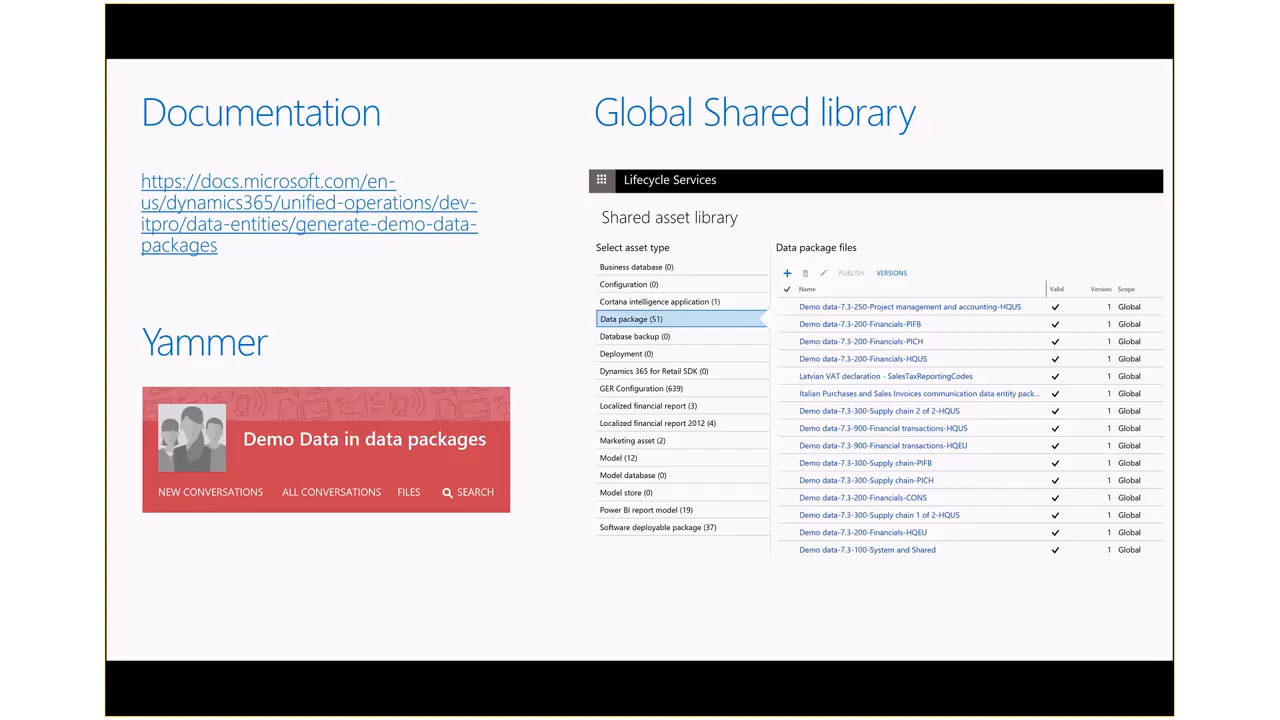 Documentation
https://docs.microsoft.com/en-
us/dynamics365/unified-operations/dev-
itpro/data-entities/generate-demo-data-
packages
Yammer
Demo Data in data packages
NEW CONVERSATIONS ALL CONVERSATIONS FILES SEARCH
Global Shared library
Lifecycle Services
Shared asset library
Select asset type
Business database (0)
Configuration (0)
Cortana intelligence application (1)
Data package (51)
Database backup (0)
Deployment (0)
Dynamics 365 for Retail SDK (0)
GER Configuration (639)
Localized financial report (3)
Localized financial report 2012 (4)
Marketing asset (2)
Model (12)
Model database (0)
Model store (0)
Power BI report model (19)
Software deployable package (37)
Data package files
PUBLISH VERSIONS
Name Valid Version Scope
Demo data-7.3-250-Project management and accounting-HQUS 1 Global
Demo data-7.3-200-Financials-PIFB 1 Global
Demo data-7.3-200-Financials-PICH 1 Global
Demo data-7.3-200-Financials-HQUS 1 Global
Latvian VAT declaration - SalesTaxReportingCodes 1 Global
Italian Purchases and Sales Invoices communication data entity pack... 1 Global
Demo data-7.3-300-Supply chain 2 of 2-HQUS 1 Global
Demo data-7.3-900-Financial transactions-HQUS 1 Global
Demo data-7.3-900-Financial transactions-HQEU 1 Global
Demo data-7.3-300-Supply chain-PIFB 1 Global
Demo data-7.3-300-Supply chain-PICH 1 Global
Demo data-7.3-200-Financials-CONS 1 Global
Demo data-7.3-300-Supply chain 1 of 2-HQUS 1 Global
Demo data-7.3-200-Financials-HQEU 1 Global
Demo data-7.3-100-System and Shared 1 Global